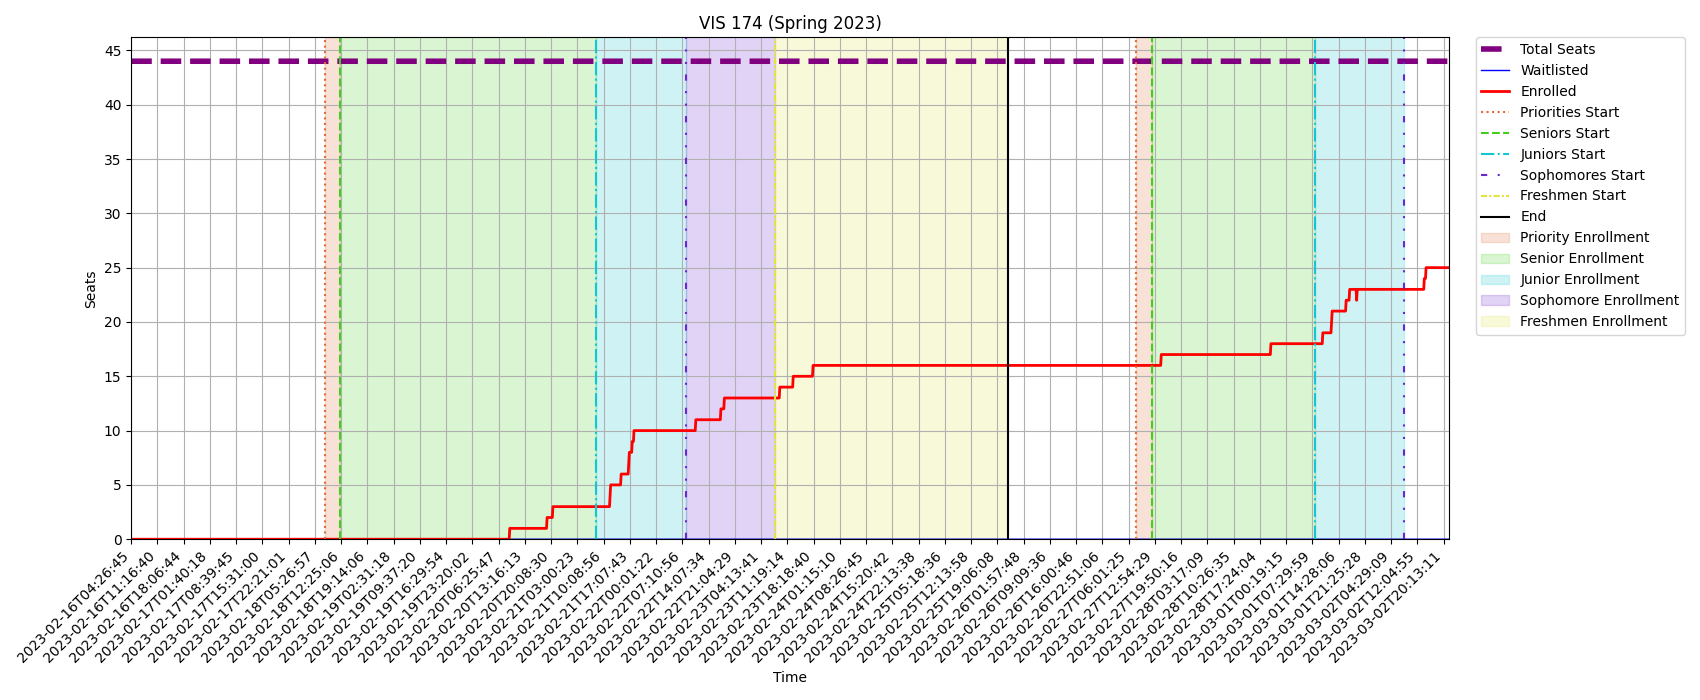 VIS 174 (Spring 2023)
45
40
35
30
25
20
15
10
5
0
Seats
2023-02-16T04:26:45
2023-02-16T11:16:40
2023-02-16T18:06:44
2023-02-17T01:40:18
2023-02-17T08:39:45
2023-02-17T15:31:00
2023-02-17T22:21:01
2023-02-18T05:26:57
2023-02-18T12:25:06
2023-02-18T19:14:06
2023-02-19T02:31:18
2023-02-19T09:37:20
2023-02-19T16:29:54
2023-02-19T23:20:02
2023-02-20T06:25:47
2023-02-20T13:16:13
2023-02-20T20:08:30
2023-02-21T03:00:23
2023-02-21T10:08:56
2023-02-21T17:07:43
2023-02-22T00:01:22
2023-02-22T07:10:56
2023-02-22T14:07:34
2023-02-22T21:04:29
2023-02-23T04:13:41
2023-02-23T11:19:14
2023-02-23T18:18:40
2023-02-24T01:15:10
2023-02-24T08:26:45
2023-02-24T15:20:42
2023-02-24T22:13:38
2023-02-25T05:18:36
2023-02-25T12:13:58
2023-02-25T19:06:08
2023-02-26T01:57:48
2023-02-26T09:09:36
2023-02-26T16:00:46
2023-02-26T22:51:06
2023-02-27T06:01:25
2023-02-27T12:54:29
2023-02-27T19:50:16
2023-02-28T03:17:09
2023-02-28T10:26:35
2023-02-28T17:24:04
2023-03-01T00:19:15
2023-03-01T07:29:59
2023-03-01T14:28:06
2023-03-01T21:25:28
2023-03-02T04:29:09
2023-03-02T12:04:55
2023-03-02T20:13:11
Time
Total Seats
Waitlisted
Enrolled
Priorities Start
Seniors Start
Juniors Start
Sophomores Start
Freshmen Start
End
Priority Enrollment
Senior Enrollment
Junior Enrollment
Sophomore Enrollment
Freshmen Enrollment